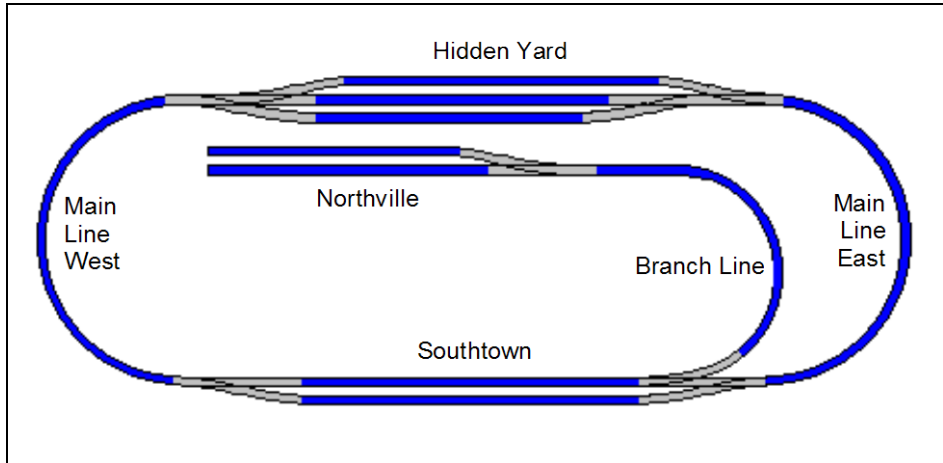 Hidden Yard
Northville
Main
Line
West
Main
Line
East
Branch Line
Southtown